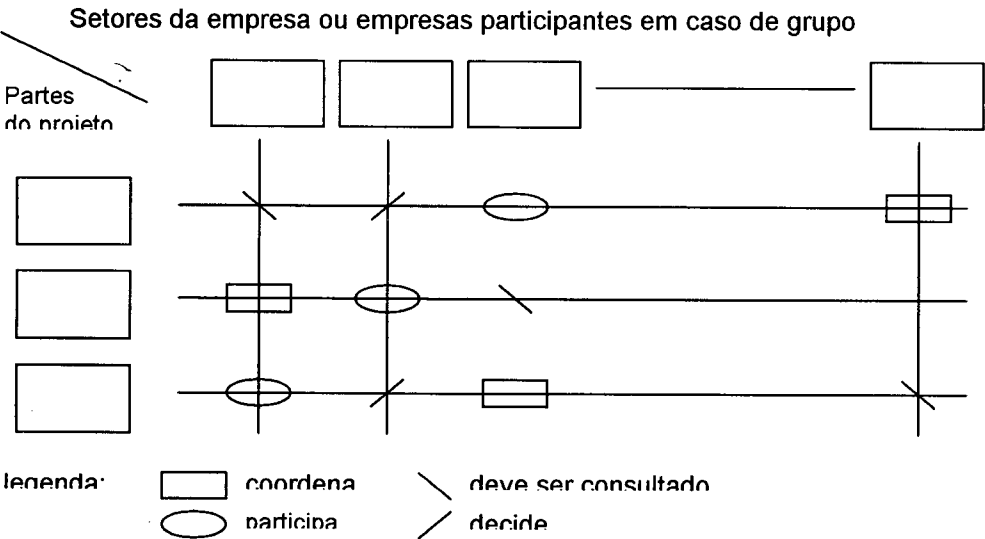 Setores da empresa ou empresas participantes em caso de grupo
Partes
do projeto
legenda:
coordena
deve ser consultado
participa
decide